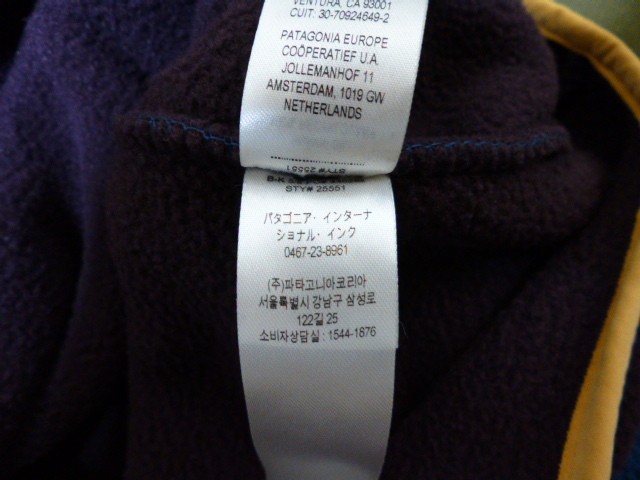 VENTURA, CA 93001
CUIT: 30-70924649-2
PATAGONIA EUROPE
COÖPERATIEF U.A.
JOLLEMANHOF 11
AMSTERDAM, 1019 GW
NETHERLANDS
STY# 25551
STY# 25551
パタゴニア・インターナ
ショナル・インク
0467-23-8961
(주)파타고니아코리아
서울특별시 강남구 삼성로
122길 25
소비자상담실 : 1544-1876